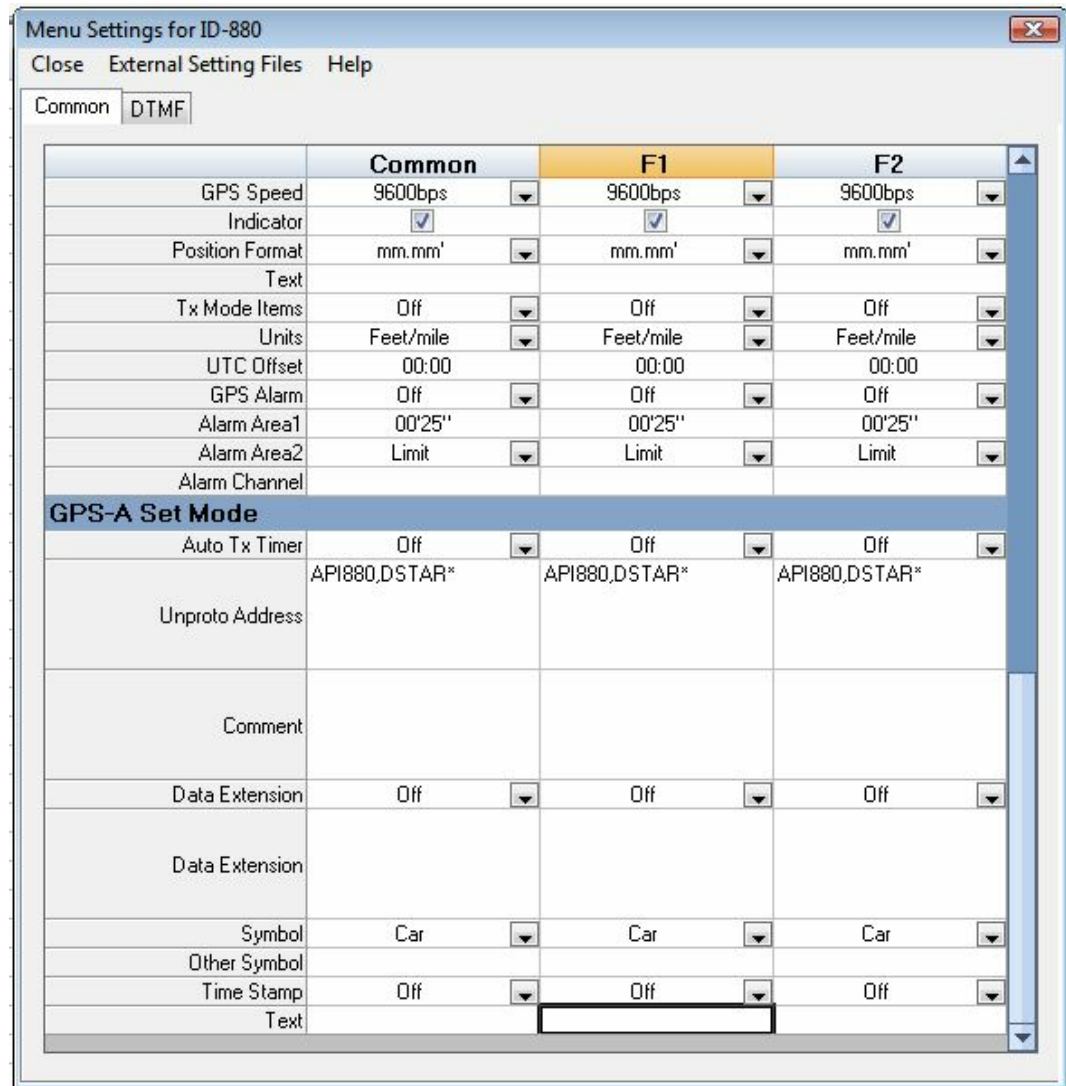 Menu Settings for ID-880
Close External Setting Files Help
Common DTMF
Common F1 F2
GPS Speed 9600bps 9600bps 9600bps
Indicator
Position Format mm.mm' mm.mm' mm.mm'
Text
Tx Mode Items Off Off Off
Units Feet/mile Feet/mile Feet/mile
UTC Offset 00:00 00:00 00:00
GPS Alarm Off Off Off
Alarm Area1 00'25" 00'25" 00'25"
Alarm Area2 Limit Limit Limit
Alarm Channel
GPS-A Set Mode
Auto Tx Timer Off Off Off
Unproto Address API880,DSTAR* API880,DSTAR* API880,DSTAR*
Comment
Data Extension Off Off Off
Data Extension
Symbol Car Car Car
Other Symbol
Time Stamp Off Off Off
Text